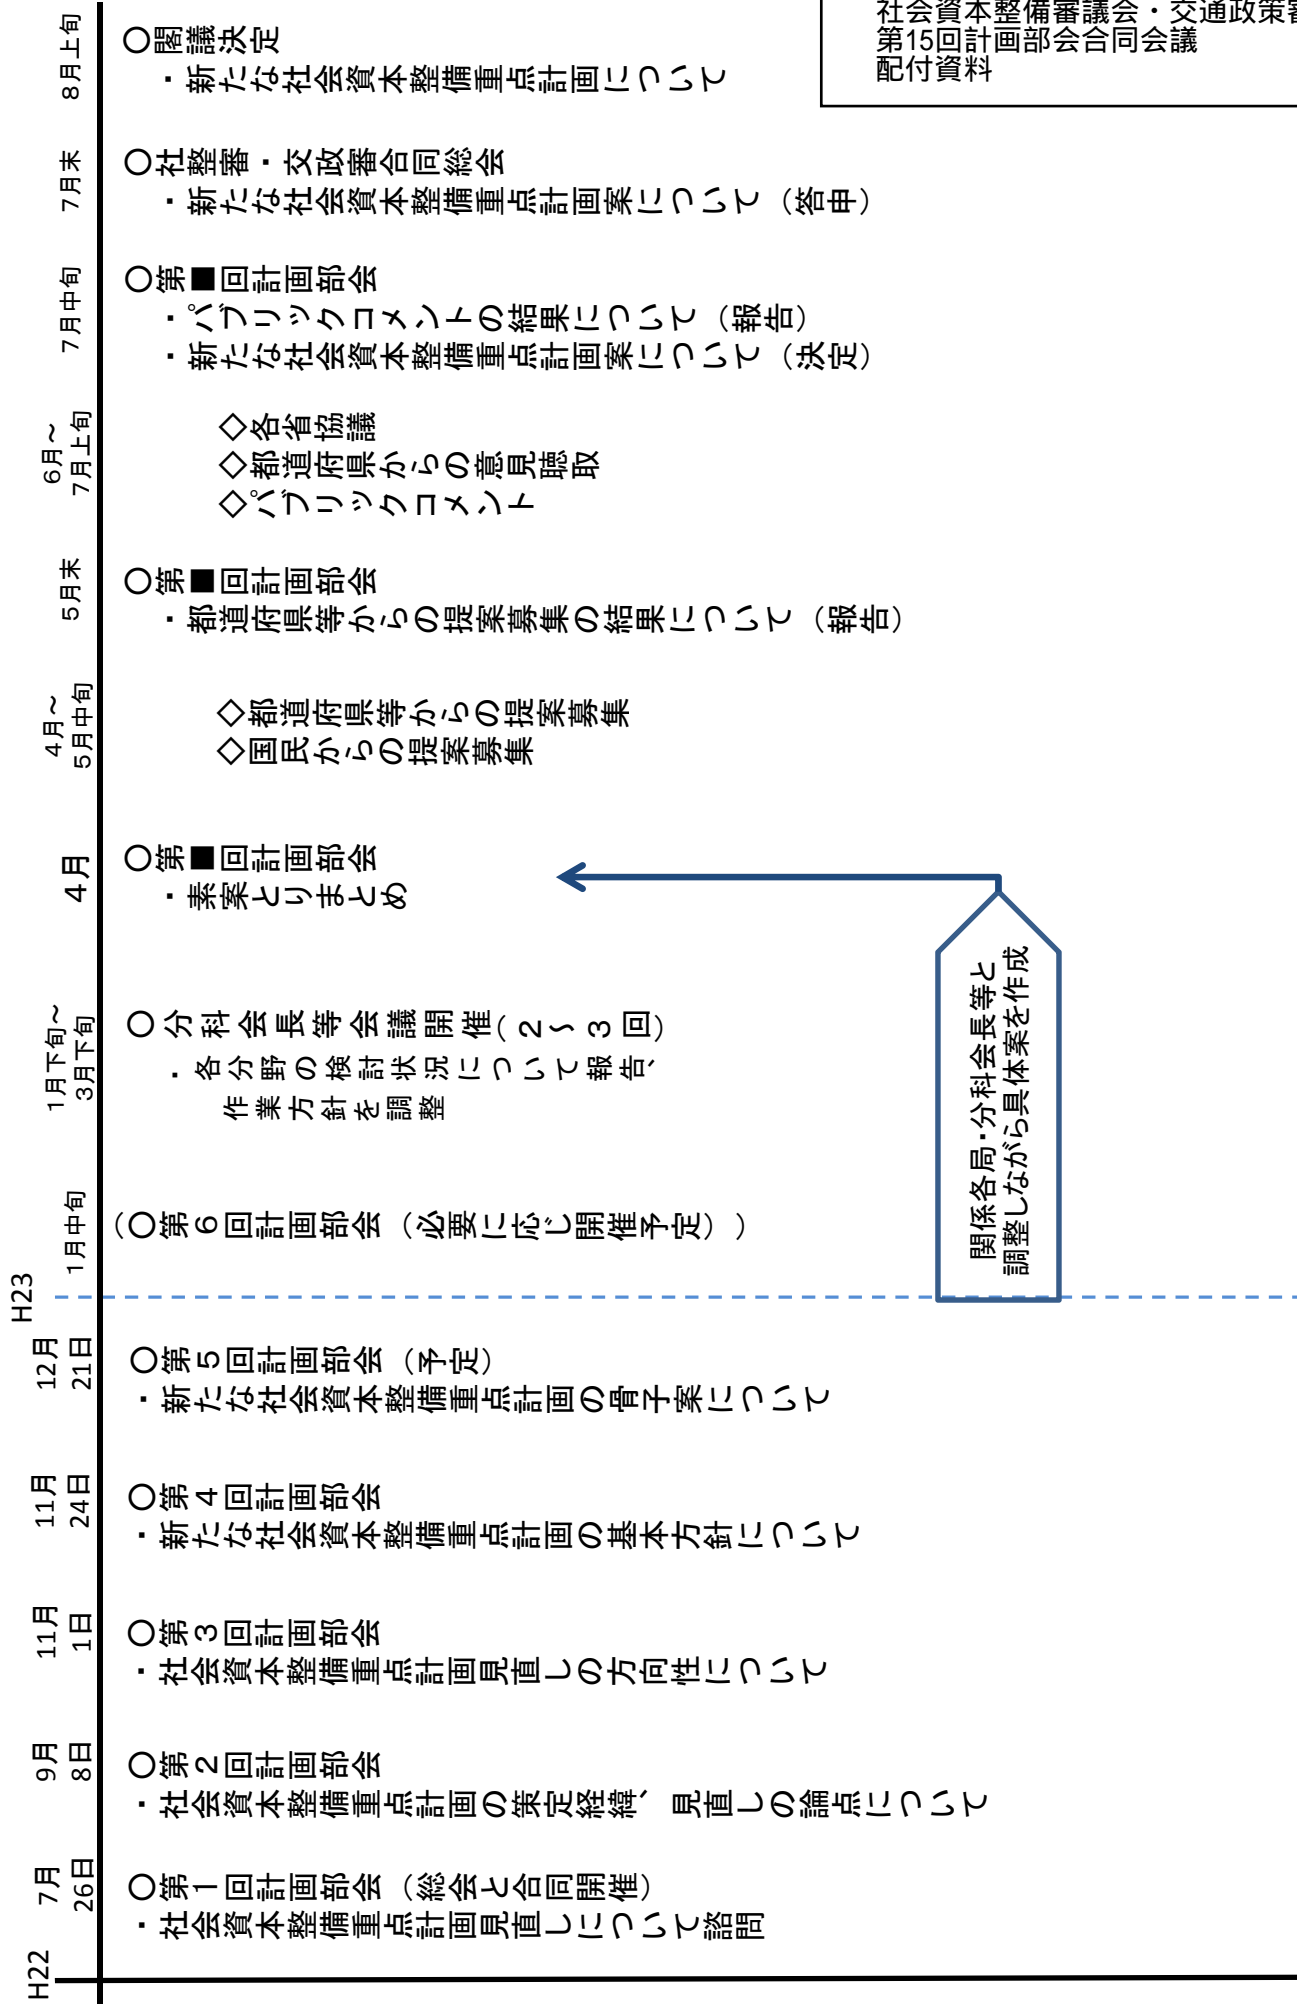 社会資本整備審議会・交通政策審
第15回計画部会合同会議
配付資料
H22
7月
26日
○第1回計画部会（総会と合同開催）
・社会資本整備重点計画見直しについて諮問
9月
8日
○第2回計画部会
・社会資本整備重点計画の策定経緯、見直しの論点について
11月
1日
○第3回計画部会
・社会資本整備重点計画見直しの方向性について
11月
24日
○第4回計画部会
・新たな社会資本整備重点計画の基本方針について
12月
21日
○第5回計画部会（予定）
・新たな社会資本整備重点計画の骨子案について
H23
1月中旬
（○第6回計画部会（必要に応じ開催予定））
1月下旬～
3月下旬
○分科会長等会議開催(2～3回)
・各分野の検討状況について報告、
作業方針を調整
関係各局・分科会長等と
調整しながら具体案を作成
4月
○第■回計画部会
・素案とりまとめ
4月～
5月中旬
◇都道府県等からの提案募集
◇国民からの提案募集
5月末
○第■回計画部会
・都道府県等からの提案募集の結果について（報告）
6月～
7月上旬
◇各省協議
◇都道府県からの意見聴取
◇パブリックコメント
7月中旬
○第■回計画部会
・パブリックコメントの結果について（報告）
・新たな社会資本整備重点計画案について（決定）
7月末
○社整審・交政審合同総会
・新たな社会資本整備重点計画案について（答申）
8月上旬
○閣議決定
・新たな社会資本整備重点計画について